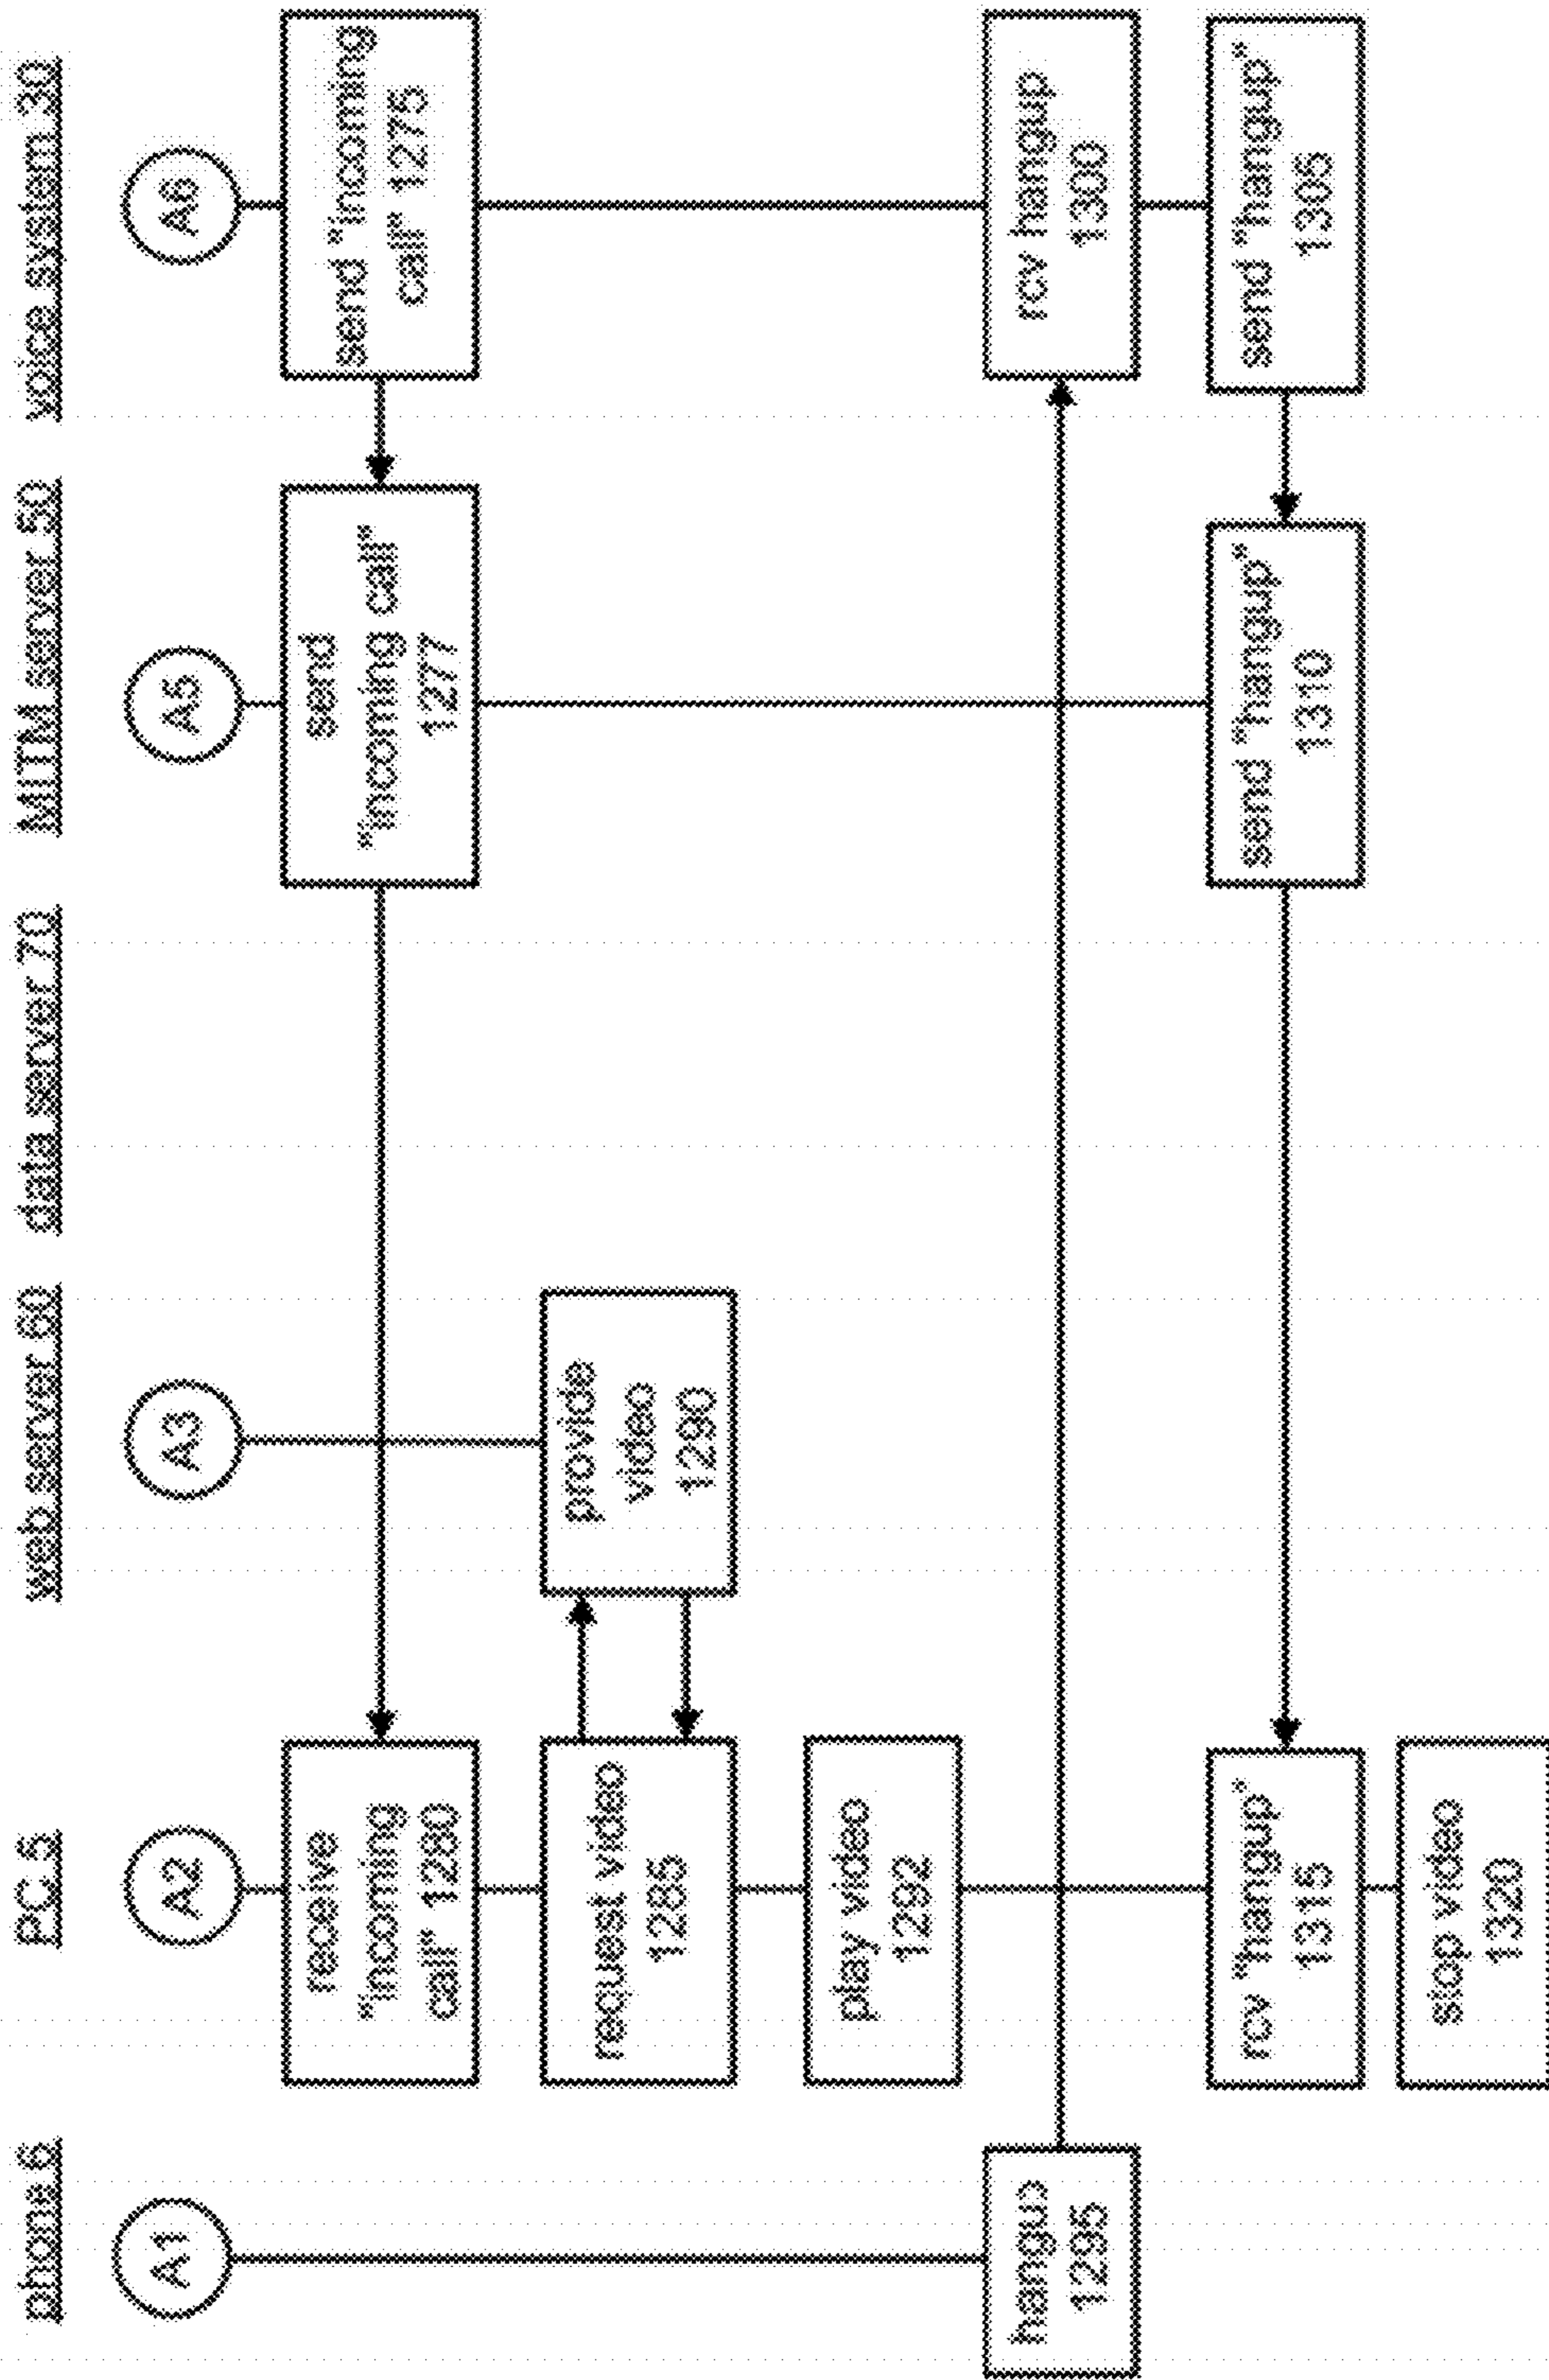 phone 6
PC 5
web server 60
data server 70
MITM server 50
voice system 30
A1
A2
A3
A5
A6
receive
"incoming
call" 1280
send
"incoming call"
1277
send "incoming
call" 1275
request video
1285
provide
video
1290
play video
1292
hangup
1295
rcv hangup
1300
rcv "hangup"
1315
send "hangup"
1310
send "hangup"
1305
stop video
1320